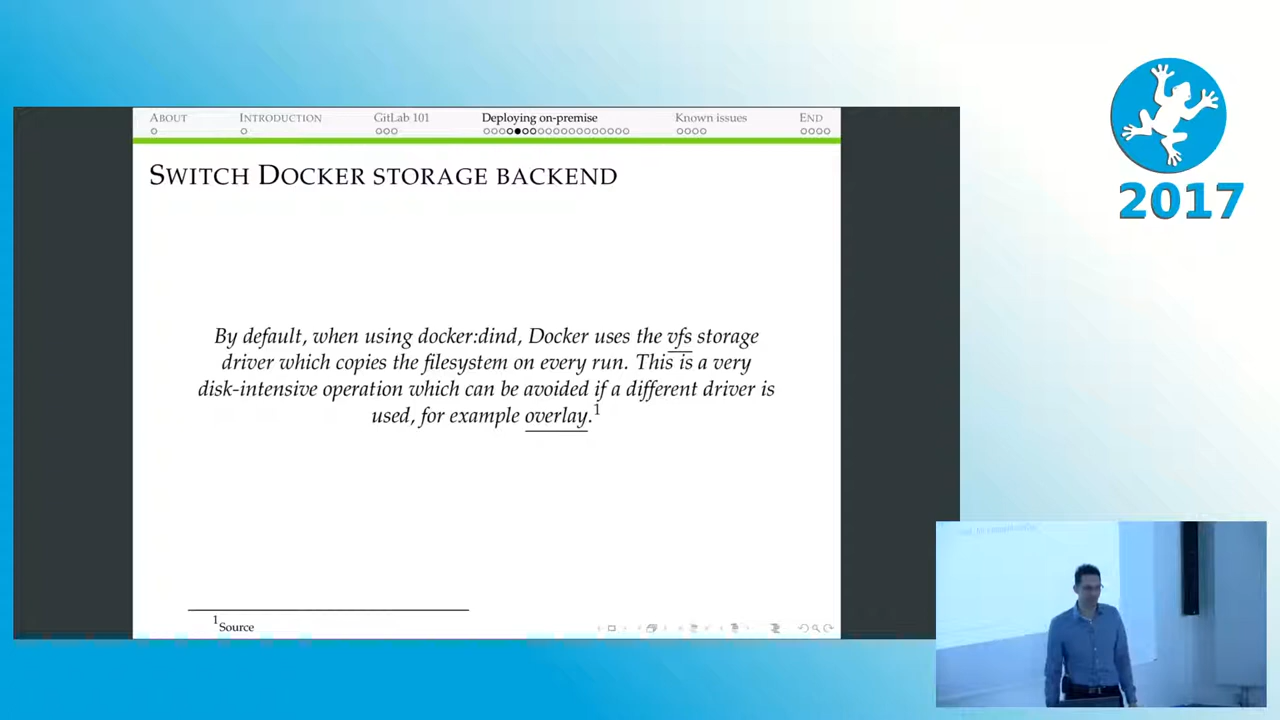 ABOUT
INTRODUCTION
GitLab 101
Deploying on-premise
Known issues
END
SWITCH DOCKER STORAGE BACKEND
By default, when using docker:dind, Docker uses the vfs storage
driver which copies the filesystem on every run. This is a very
disk-intensive operation which can be avoided if a different driver is
used, for example overlay.1
1Source
2017